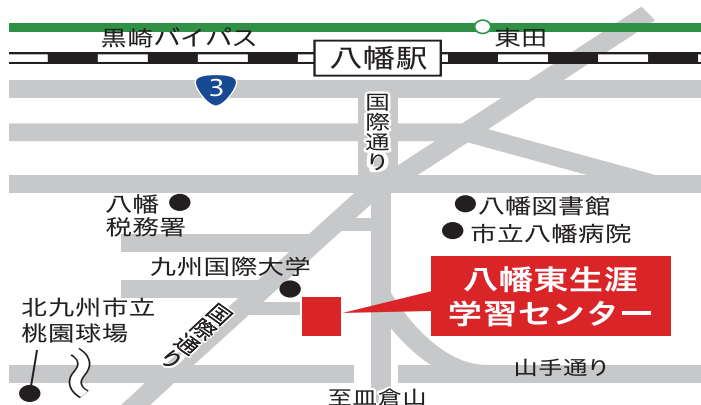 黒崎バイパス
東田
八幡駅
3
国際通り
八幡
税務署
八幡図書館
市立八幡病院
九州国際大学
八幡東生涯
学習センター
北九州市立
桃園球場
国際通り
山手通り
至皿倉山